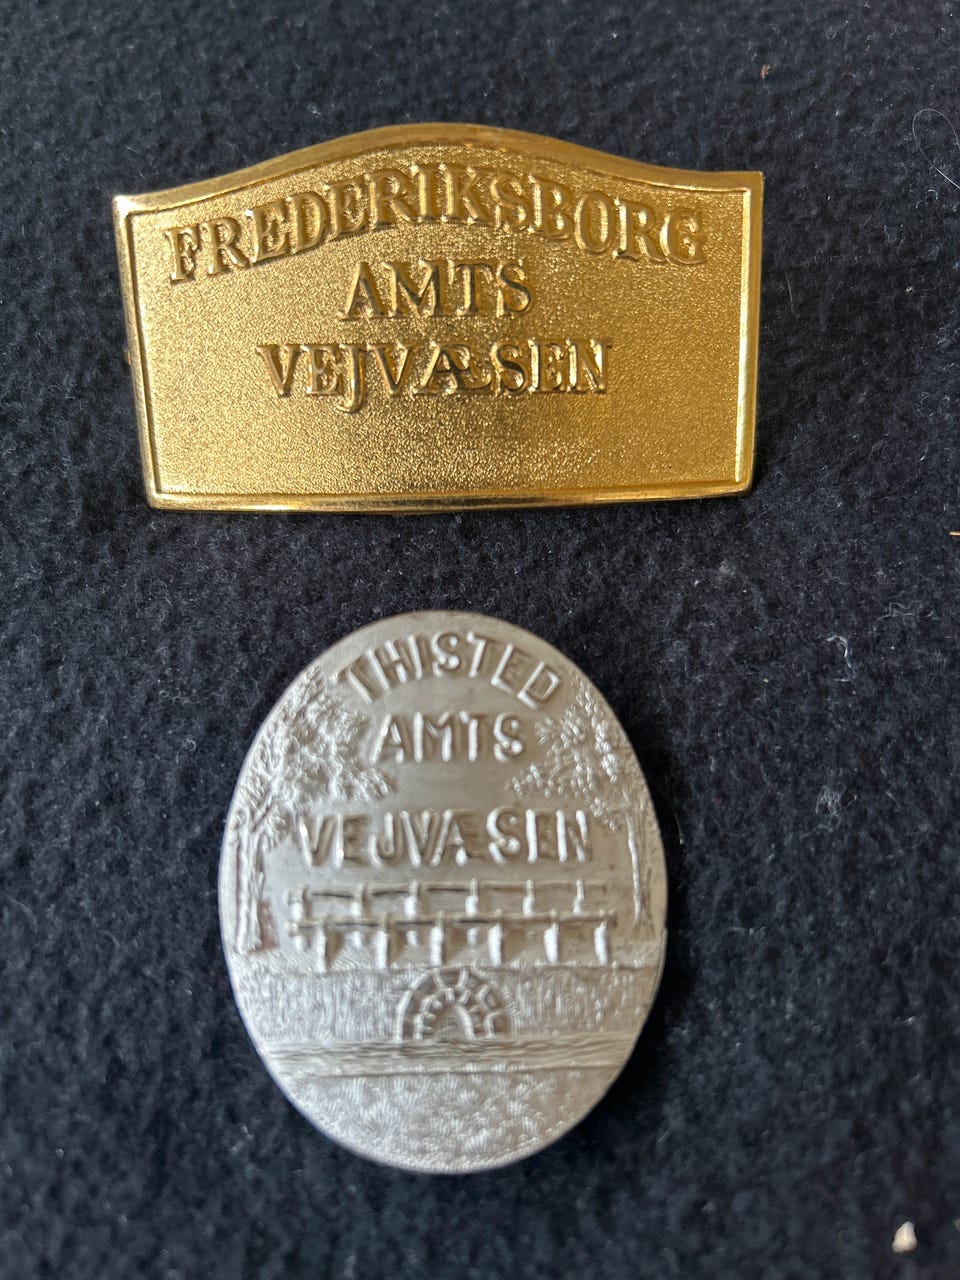 FREDERIKSBORG
AMTS
VEJVÆSEN
THISTED
AMTS
VEJVÆSEN